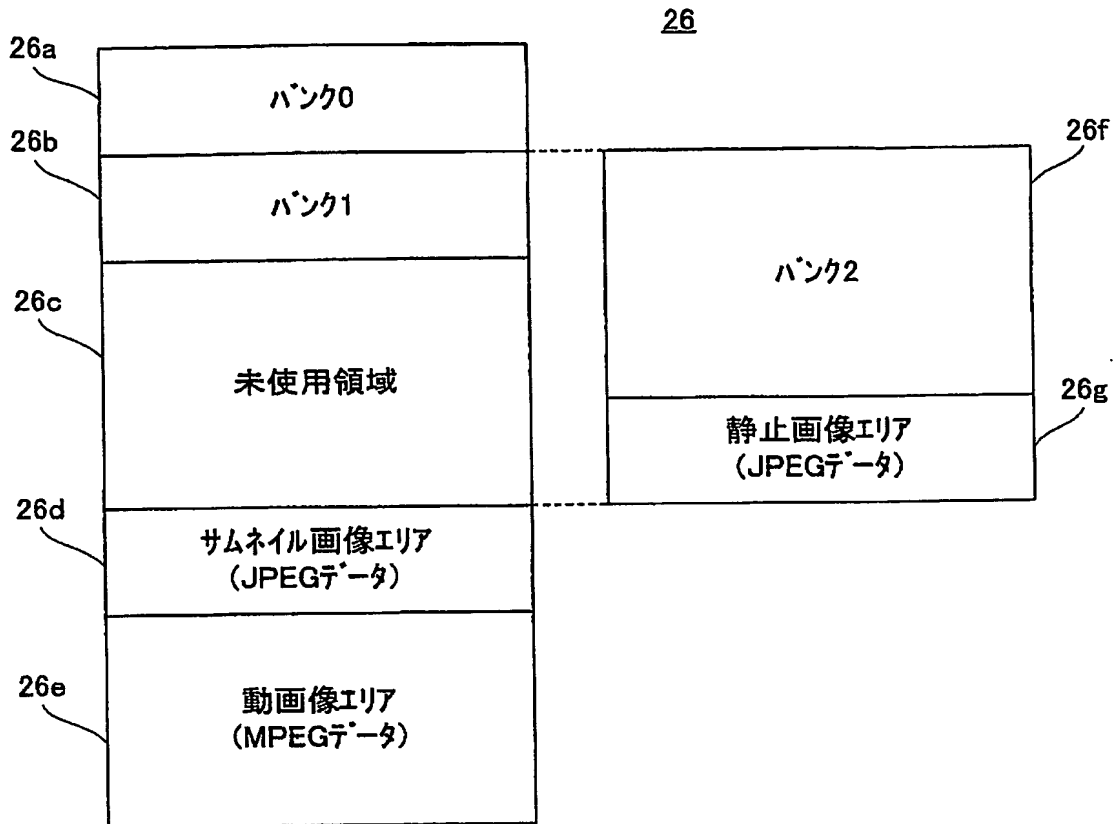 26
26a
バンク0
26b
バンク1
26f
バンク2
26c
未使用領域
26g
静止画像エリア
(JPEGデータ)
26d
サムネイル画像エリア
(JPEGデータ)
26e
動画像エリア
(MPEGデータ)